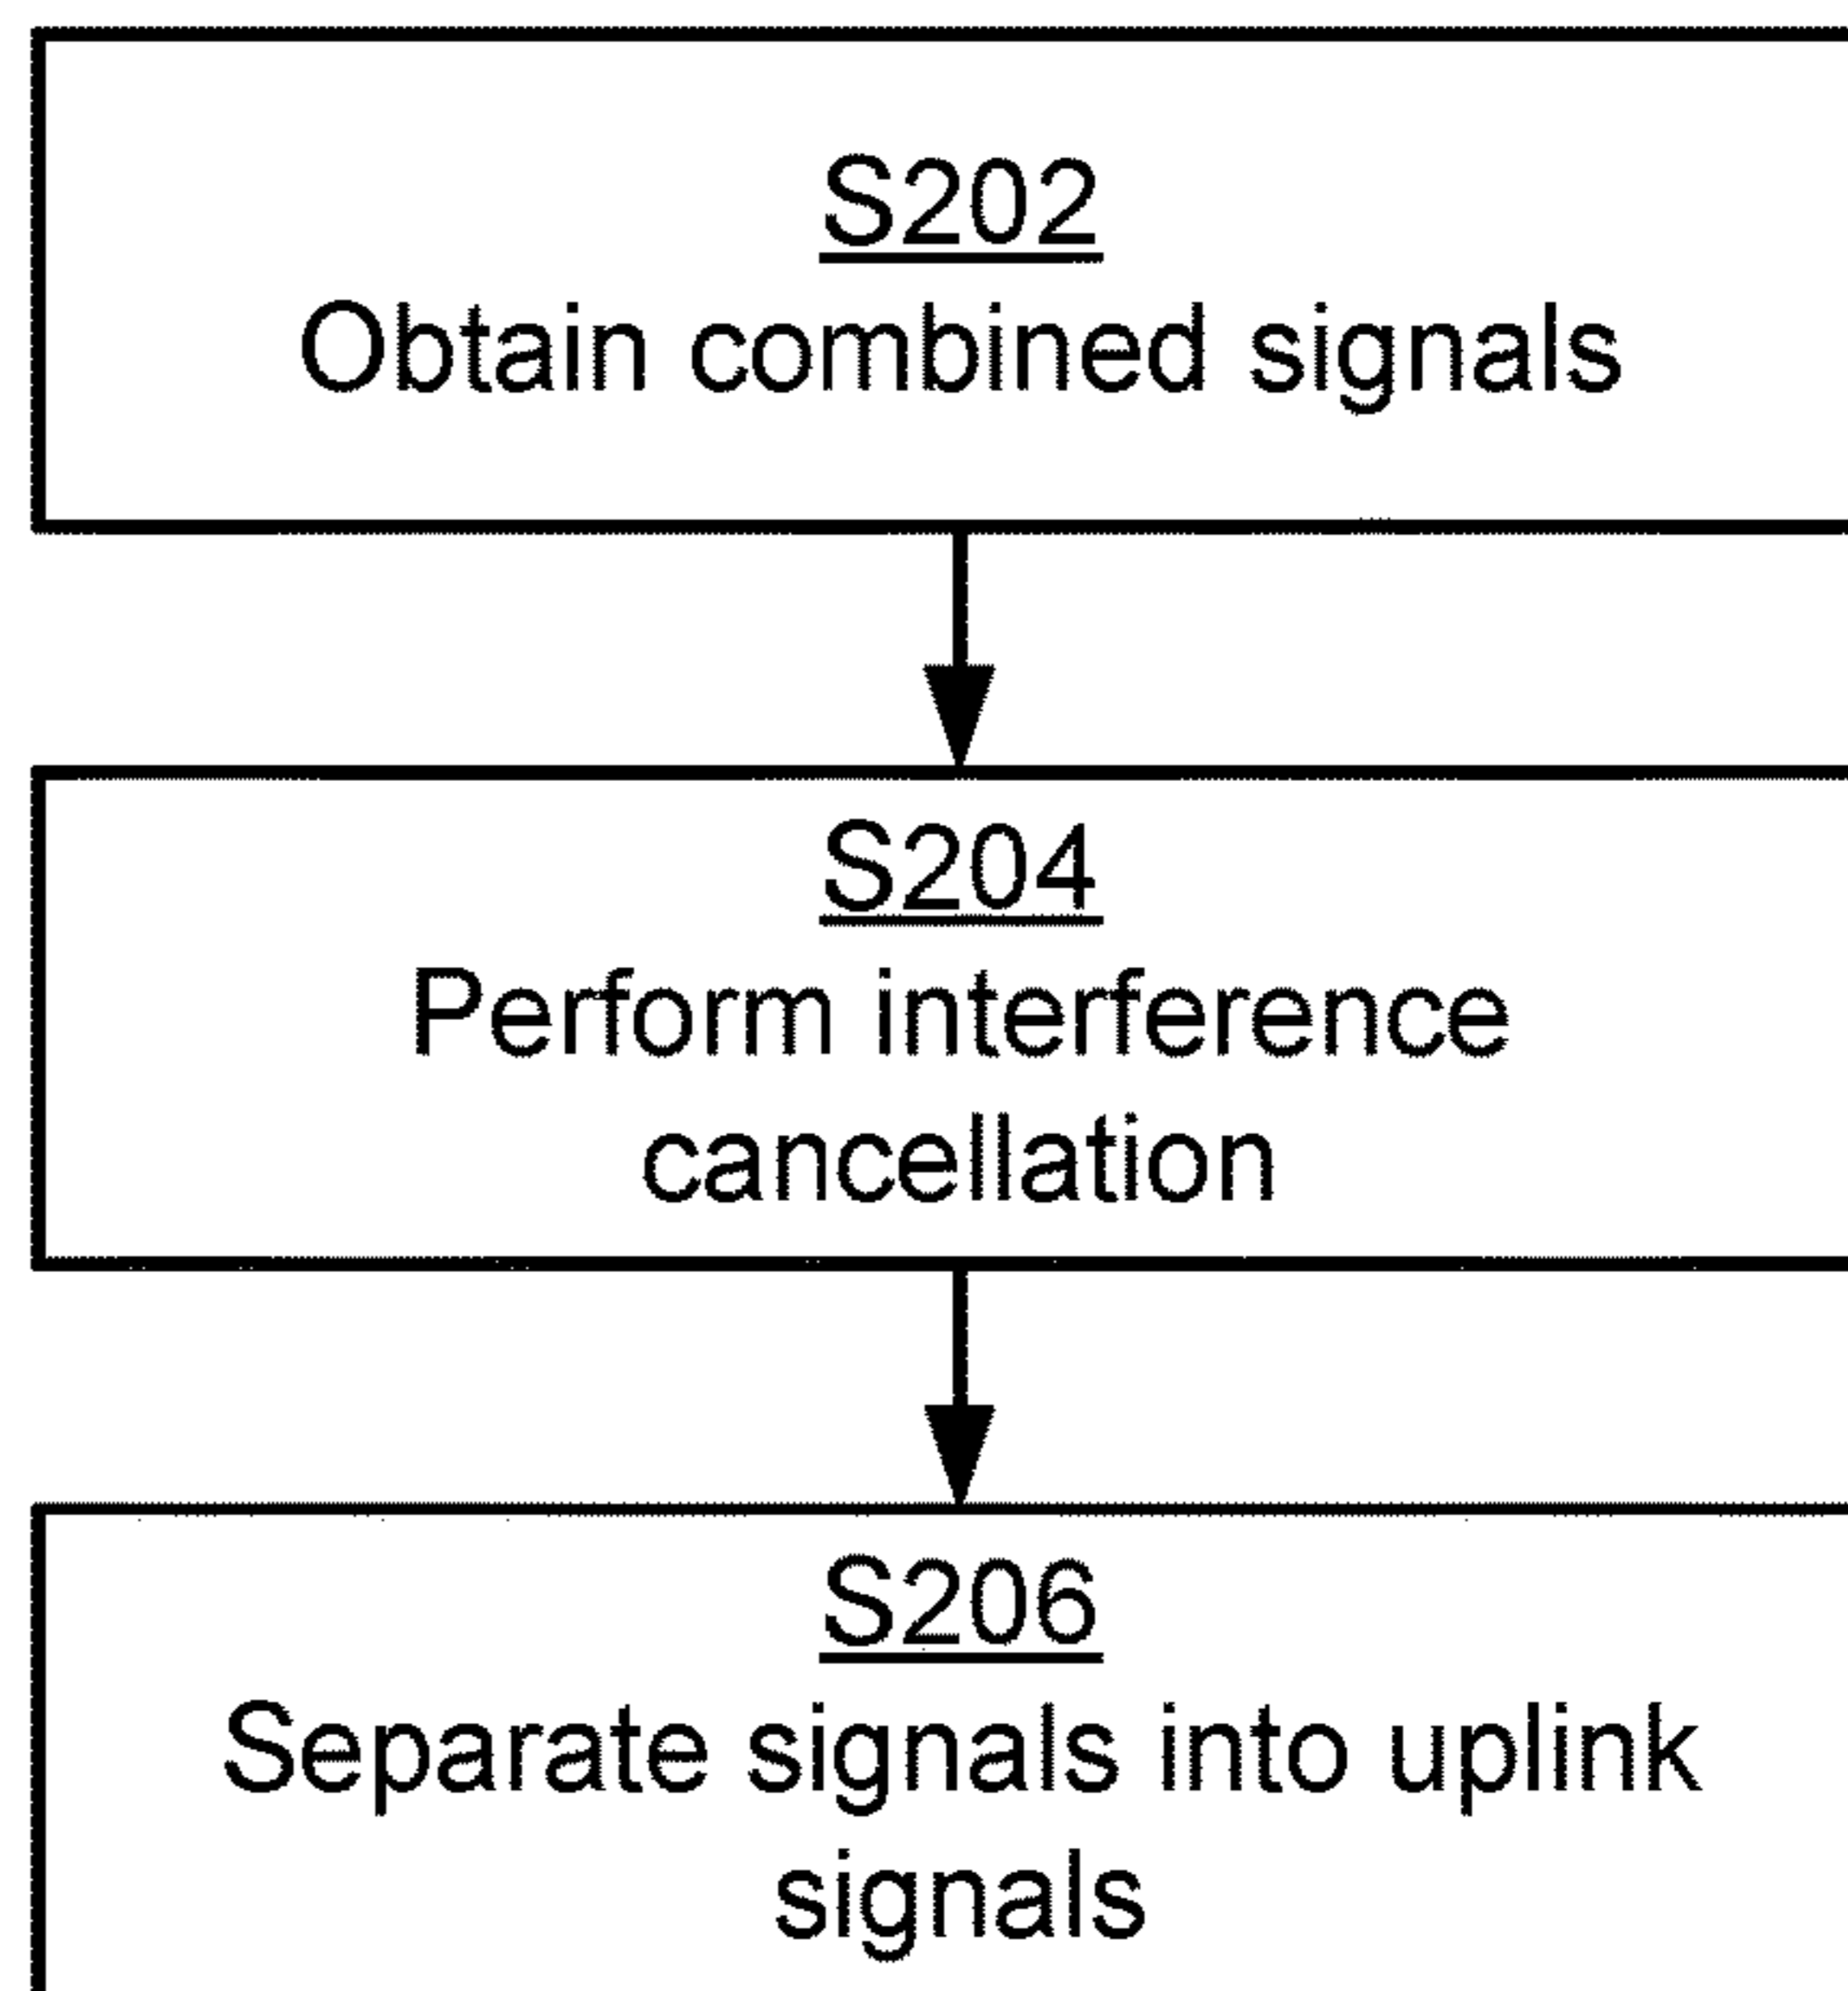 S202
Obtain combined signals
S204
Perform interference
cancellation
S206
Separate signals into uplink
signals